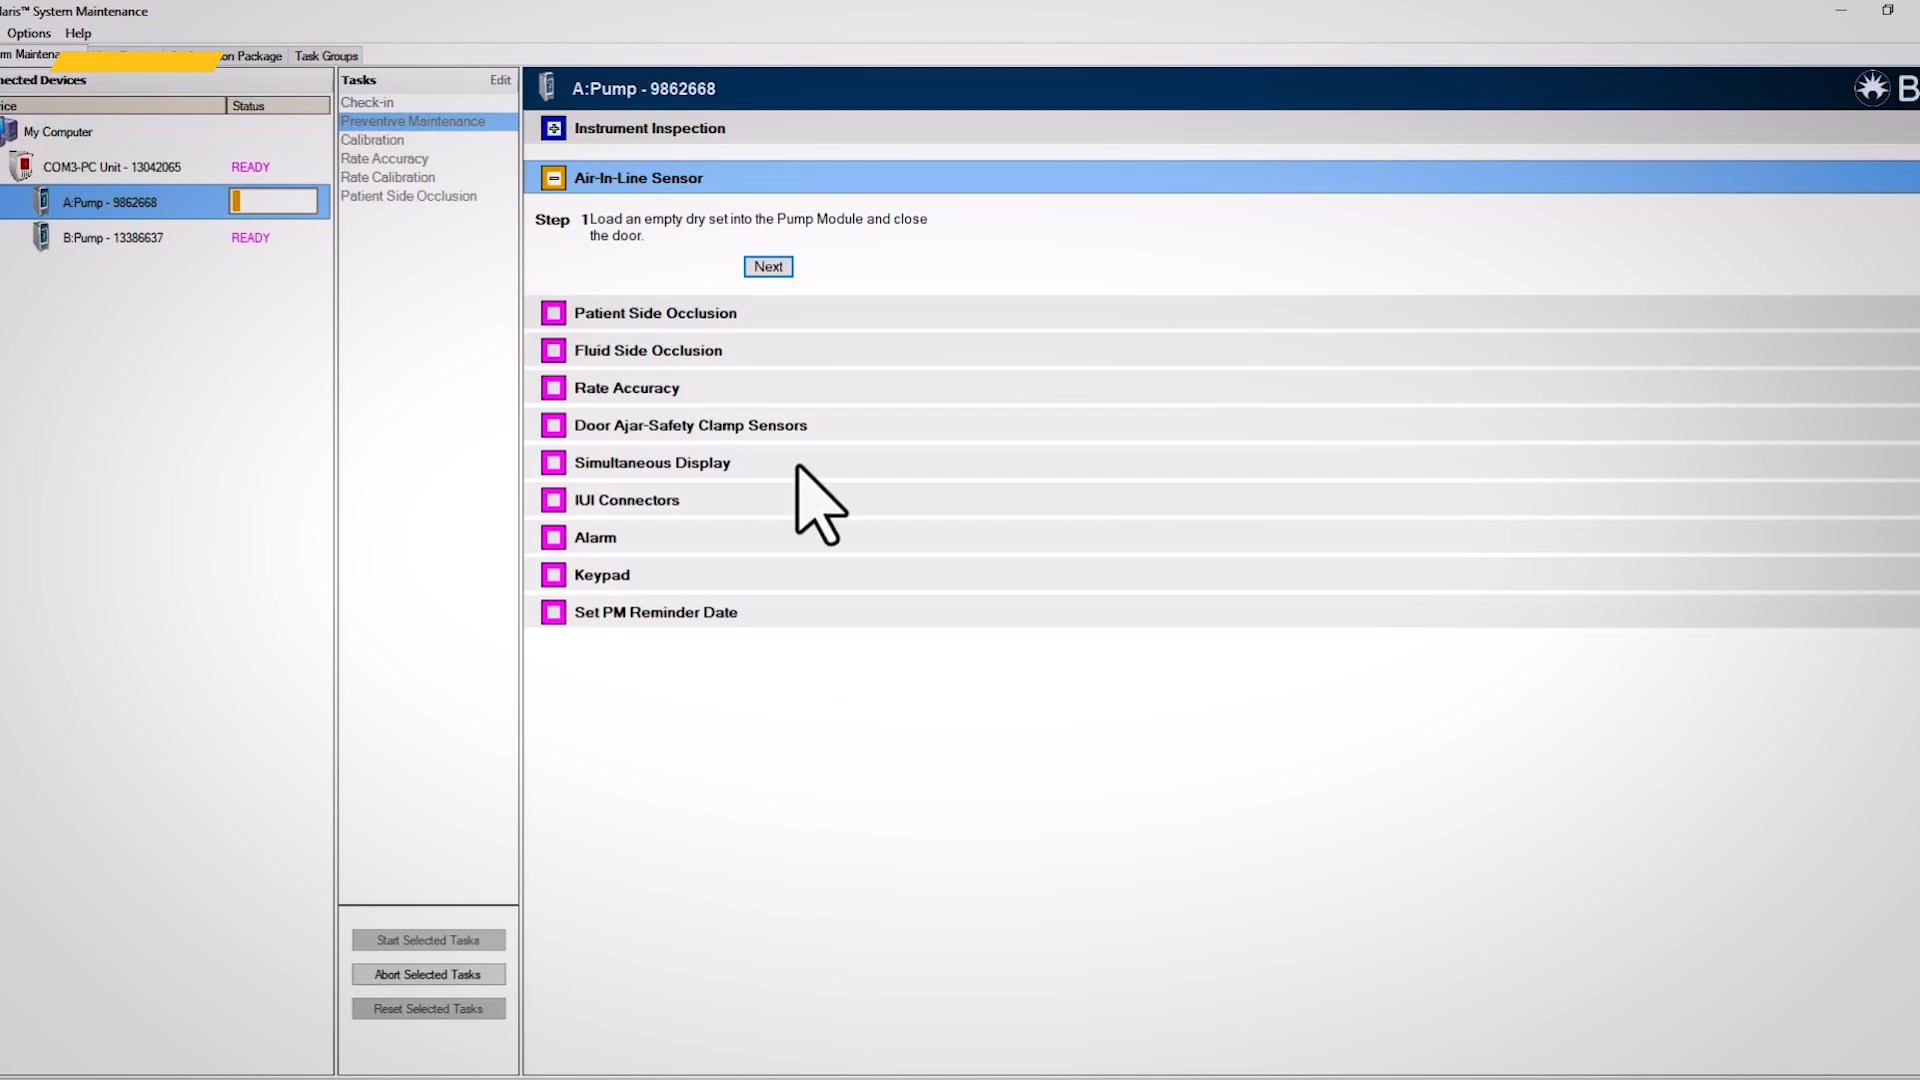 laris™ System Maintenance
Options Help
m Maintena on Package Task Groups
nected Devices
ice Status
My Computer
COM3-PC Unit - 13042065 READY
A:Pump - 9862668
B:Pump - 13386637 READY
Tasks Edit
Check-in
Preventive Maintenance
Calibration
Rate Accuracy
Rate Calibration
Patient Side Occlusion
Start Selected Tasks
Abort Selected Tasks
Reset Selected Tasks
A:Pump - 9862668 B
Instrument Inspection
Air-In-Line Sensor
Step 1 Load an empty dry set into the Pump Module and close
the door.
Next
Patient Side Occlusion
Fluid Side Occlusion
Rate Accuracy
Door Ajar-Safety Clamp Sensors
Simultaneous Display
IUI Connectors
Alarm
Keypad
Set PM Reminder Date